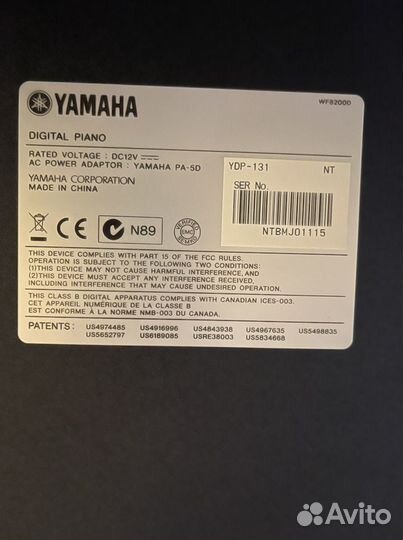 YAMAHA
WF82000
DIGITAL PIANO
RATED VOLTAGE : DC12V
AC POWER ADAPTOR : YAMAHA PA-5D
YAMAHA CORPORATION
MADE IN CHINA
YDP-131 NT
SER No.
NTBMJ01115
CE
N89
VERIFIED
EMC
SEMKO
THIS DEVICE COMPLIES WITH PART 15 OF THE FCC RULES.
OPERATION IS SUBJECT TO THE FOLLOWING TWO CONDITIONS:
(1)THIS DEVICE MAY NOT CAUSE HARMFUL INTERFERENCE, AND
(2)THIS DEVICE MUST ACCEPT ANY INTERFERENCE RECEIVED,
INCLUDING INTERFERENCE THAT MAY CAUSE UNDESIRED OPERATION.
THIS CLASS B DIGITAL APPARATUS COMPLIES WITH CANADIAN ICES-003.
CET APPAREIL NUMÉRIQUE DE LA CLASSE B
EST CONFORME À LA NORME NMB-003 DU CANADA.
PATENTS: US4974485 US4916996 US4843938 US4967635 US5498835
US5652797 US6189085 USRE38003 US5834668
Avito